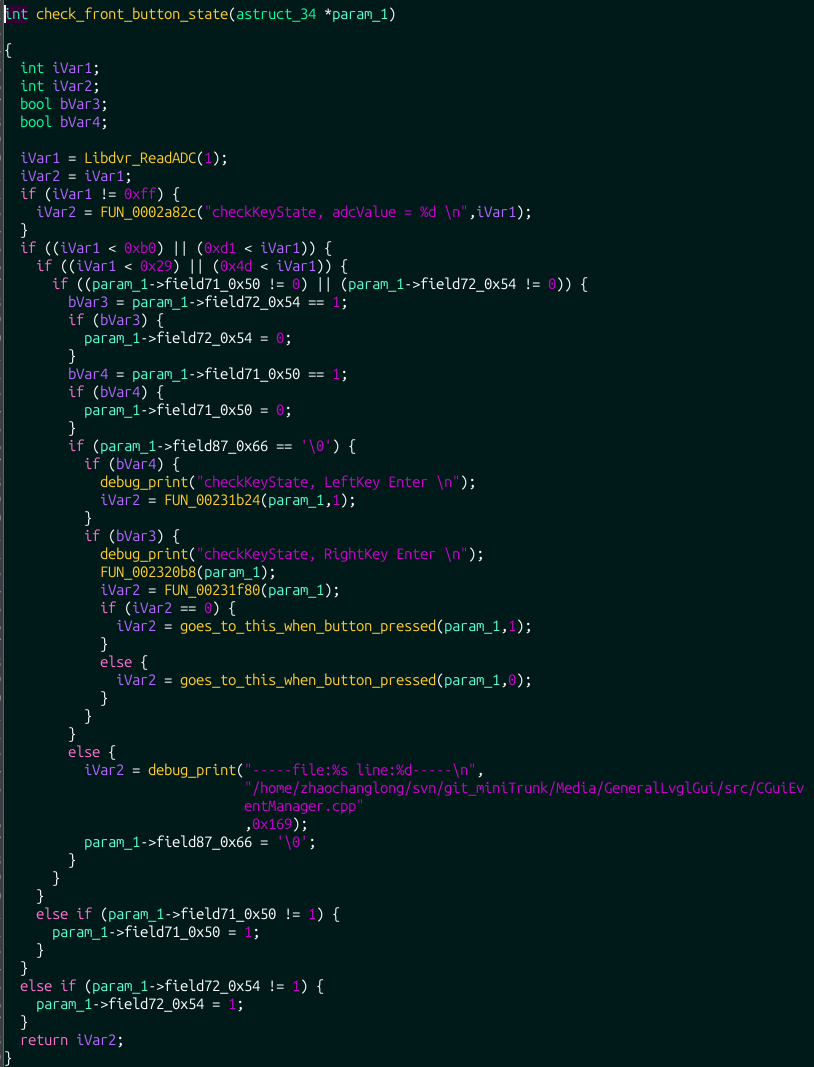 int check_front_button_state(astruct_34 *param_1)
{
  int iVar1;
  int iVar2;
  bool bVar3;
  bool bVar4;
  iVar1 = Libdvr_ReadADC(1);
  iVar2 = iVar1;
  if (iVar1 != 0xff) {
    iVar2 = FUN_0002a82c("checkKeyState, adcValue = %d \n",iVar1);
  }
  if ((iVar1 < 0xb0) || (0xd1 < iVar1)) {
    if ((iVar1 < 0x29) || (0x4d < iVar1)) {
      if ((param_1->field71_0x50 != 0) || (param_1->field72_0x54 != 0)) {
        bVar3 = param_1->field72_0x54 == 1;
        if (bVar3) {
          param_1->field72_0x54 = 0;
        }
        bVar4 = param_1->field71_0x50 == 1;
        if (bVar4) {
          param_1->field71_0x50 = 0;
        }
        if (param_1->field87_0x66 == '\0') {
          if (bVar4) {
            debug_print("checkKeyState, LeftKey Enter \n");
            iVar2 = FUN_00231b24(param_1,1);
          }
          if (bVar3) {
            debug_print("checkKeyState, RightKey Enter \n");
            FUN_002320b8(param_1);
            iVar2 = FUN_00231f80(param_1);
            if (iVar2 == 0) {
              iVar2 = goes_to_this_when_button_pressed(param_1,1);
            }
            else {
              iVar2 = goes_to_this_when_button_pressed(param_1,0);
            }
          }
        }
        else {
          iVar2 = debug_print("-----file:%s line:%d-----\n",
                              "/home/zhaochanglong/svn/git_miniTrunk/Media/GeneralLvglGui/src/CGuiEv
                              entManager.cpp"
                              ,0x169);
          param_1->field87_0x66 = '\0';
        }
      }
    }
    else if (param_1->field71_0x50 != 1) {
      param_1->field71_0x50 = 1;
    }
  }
  else if (param_1->field72_0x54 != 1) {
    param_1->field72_0x54 = 1;
  }
  return iVar2;
}